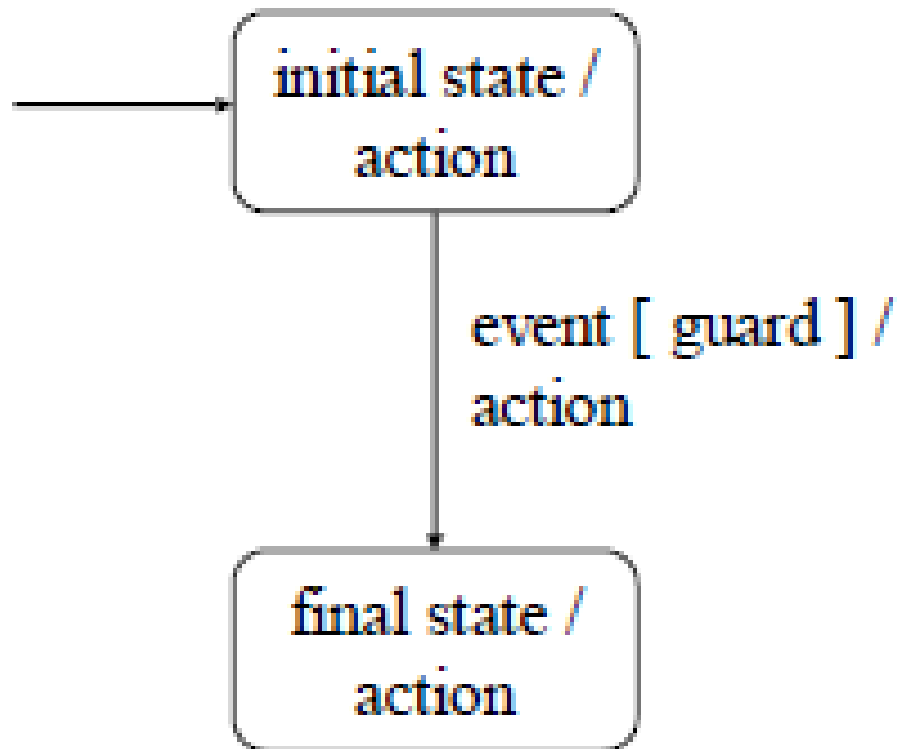 initial state /
action
event [ guard ] /
action
final state /
action